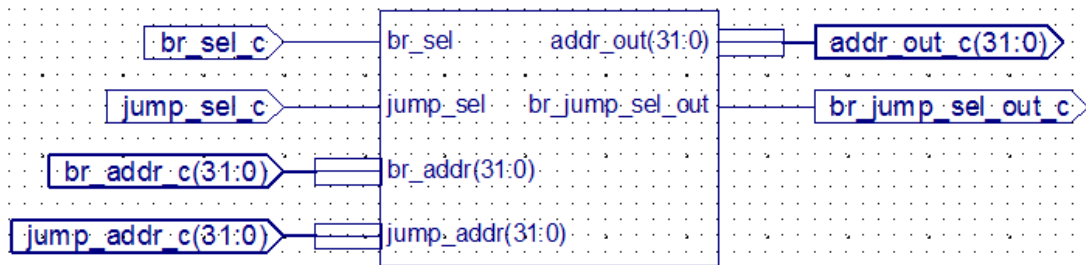 br_sel_c br_sel addr_out(31:0) addr_out_c(31:0)
jump_sel_c jump_sel br_jump_sel_out br_jump_sel_out_c
br_addr_c(31:0) br_addr(31:0)
jump_addr_c(31:0) jump_addr(31:0)